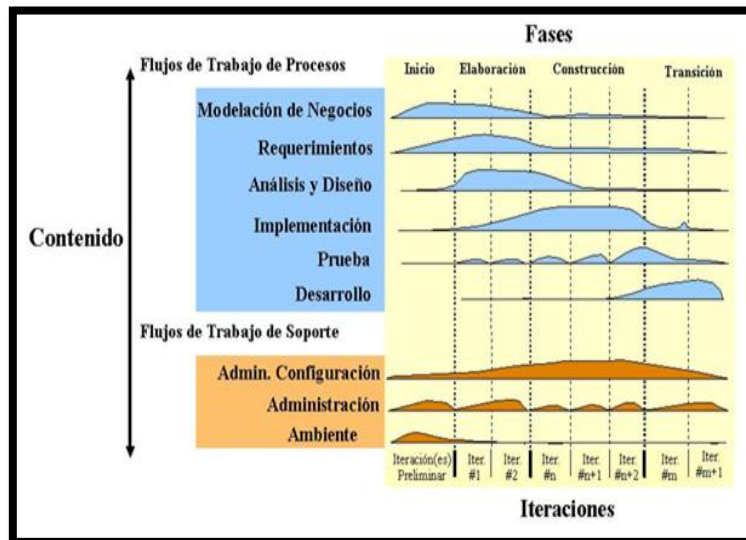 Fases
Flujos de Trabajo de Procesos
Inicio Elaboración Construcción Transición
Modelación de Negocios
Requerimientos
Análisis y Diseño
Implementación
Contenido
Prueba
Desarrollo
Flujos de Trabajo de Soporte
Admin. Configuración
Administración
Ambiente
Iteración(es) Preliminar
Iter. #1
Iter. #2
Iter. #n
Iter. #n+1
Iter. #n+2
Iter. #m
Iter. #m+1
Iteraciones